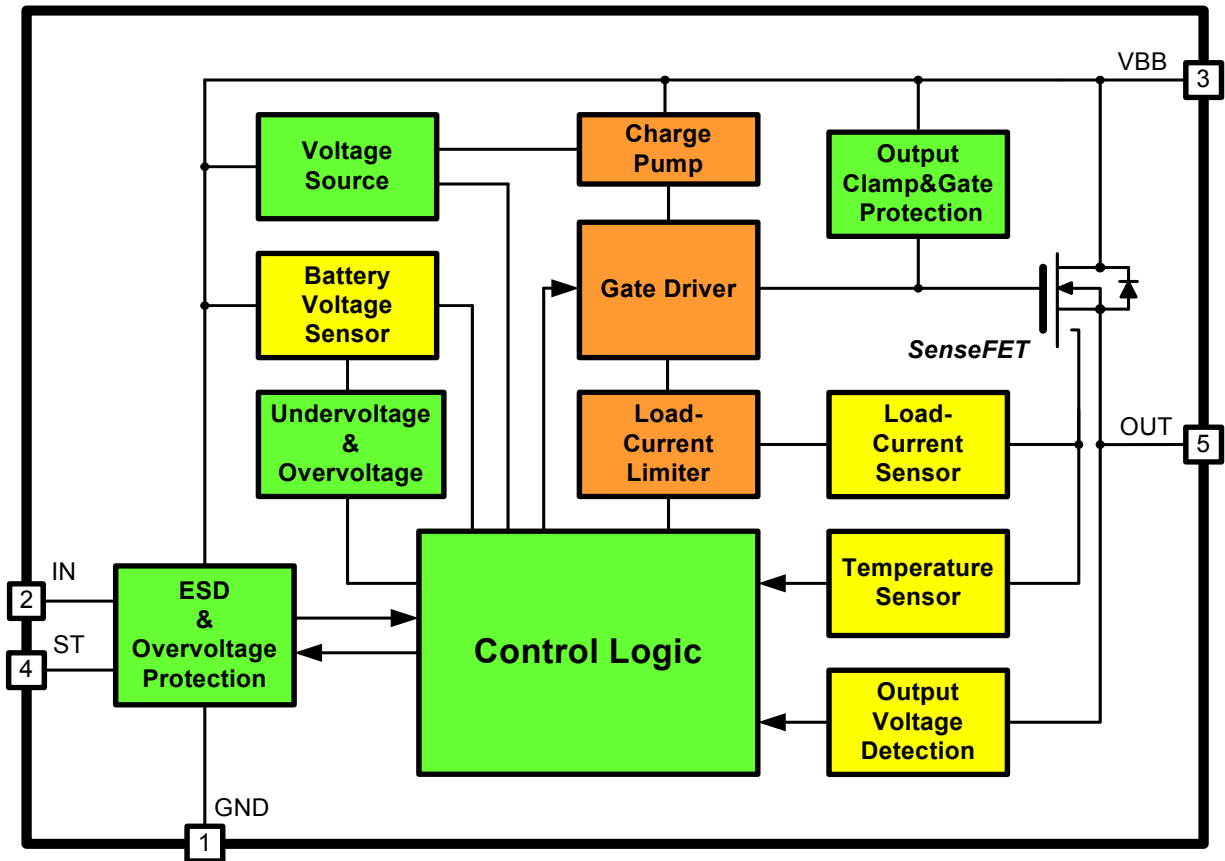 VBB
3
Voltage
Source
Charge
Pump
Output
Clamp&Gate
Protection
Battery
Voltage
Sensor
Gate Driver
SenseFET
Undervoltage
&
Overvoltage
Load-
Current
Limiter
Load-
Current
Sensor
OUT
5
IN
2
ST
4
ESD
&
Overvoltage
Protection
Control Logic
Temperature
Sensor
Output
Voltage
Detection
GND
1